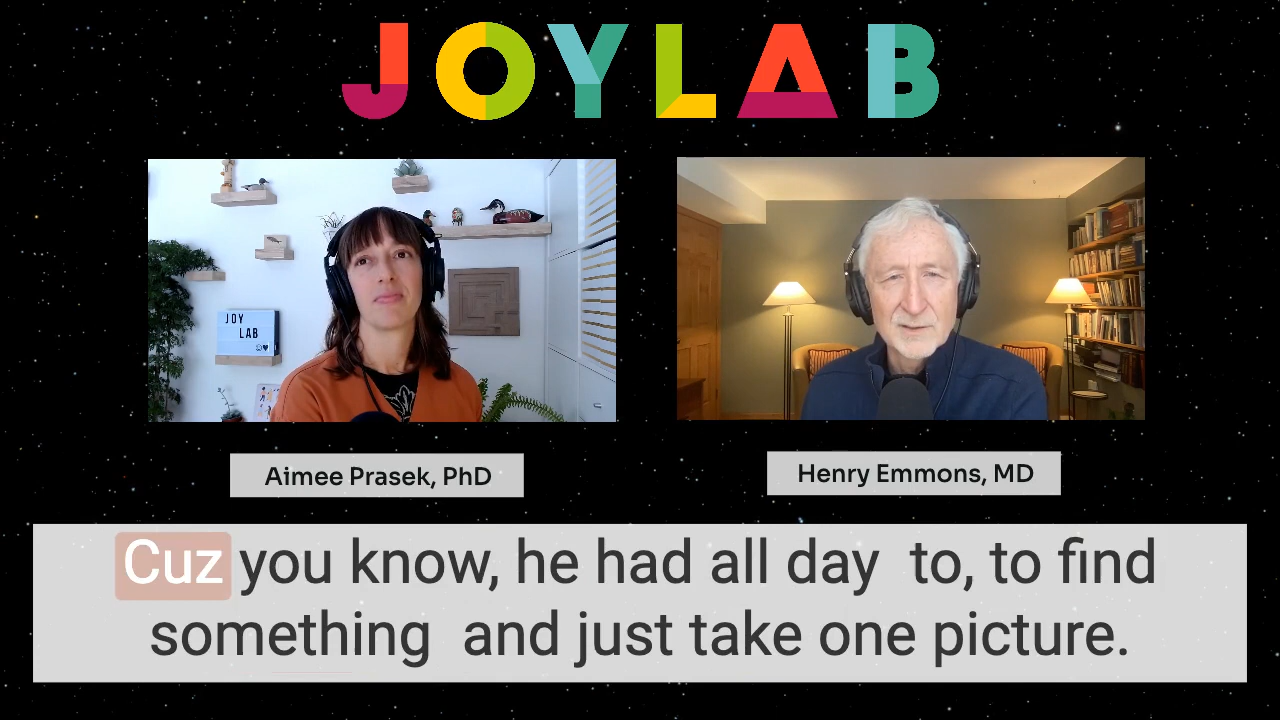 JOYLAB
JOY
LAB
Aimee Prasek, PhD
Henry Emmons, MD
Cuz you know, he had all day to, to find
something and just take one picture.